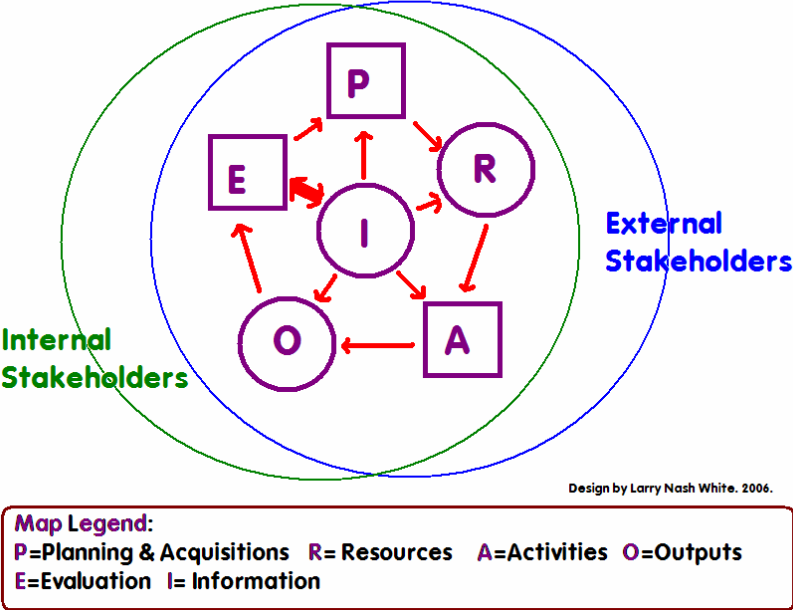 P
E
R
I
External
Stakeholders
O
A
Internal
Stakeholders
Design by Larry Nash White. 2006.
Map Legend:
P=Planning & Acquisitions R= Resources A=Activities O=Outputs
E=Evaluation I= Information